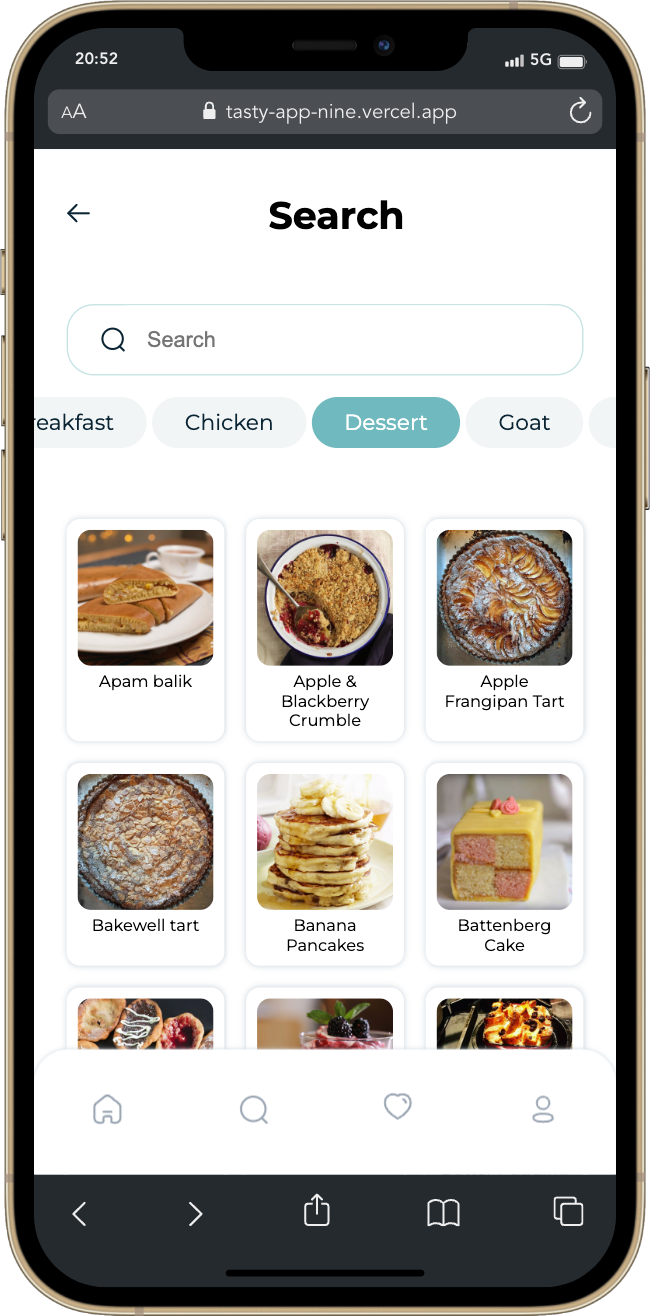 20:52
5G
AA
tasty-app-nine.vercel.app
Search
Search
reakfast
Chicken
Dessert
Goat
Apam balik
Apple &
Blackberry
Crumble
Apple
Frangipan Tart
Bakewell tart
Banana
Pancakes
Battenberg
Cake